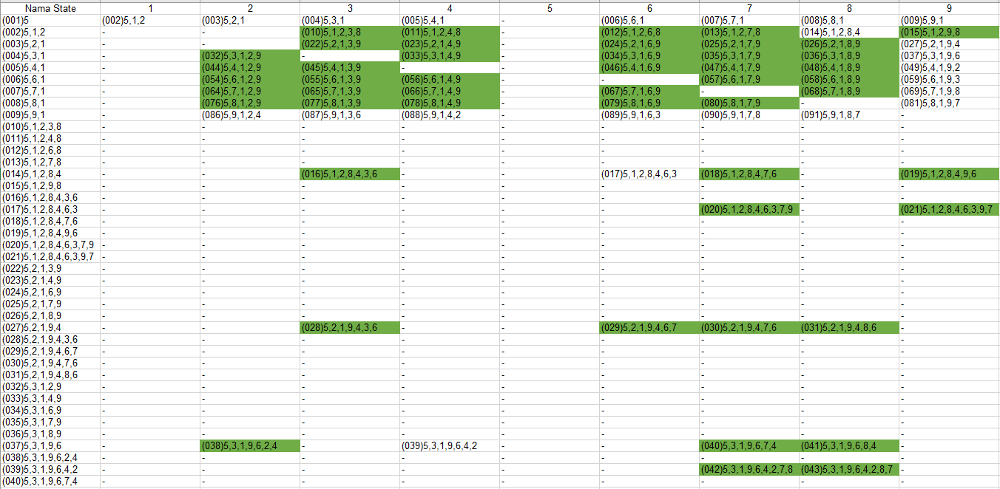 Nama State 1 2 3 4 5 6 7 8 9
(001)5 (002)5,1,2 (003)5,2,1 (004)5,3,1 (005)5,4,1 - (006)5,6,1 (007)5,7,1 (008)5,8,1 (009)5,9,1
(002)5,1,2 - - (010)5,1,2,3,8 (011)5,1,2,4,8 - (012)5,1,2,6,8 (013)5,1,2,7,8 (014)5,1,2,8,4 (015)5,1,2,9,8
(003)5,2,1 - - (022)5,2,1,3,9 (023)5,2,1,4,9 - (024)5,2,1,6,9 (025)5,2,1,7,9 (026)5,2,1,8,9 (027)5,2,1,9,4
(004)5,3,1 - (032)5,3,1,2,9 - (033)5,3,1,4,9 - (034)5,3,1,6,9 (035)5,3,1,7,9 (036)5,3,1,8,9 (037)5,3,1,9,6
(005)5,4,1 - (044)5,4,1,2,9 (045)5,4,1,3,9 - - (046)5,4,1,6,9 (047)5,4,1,7,9 (048)5,4,1,8,9 (049)5,4,1,9,2
(006)5,6,1 - (054)5,6,1,2,9 (055)5,6,1,3,9 (056)5,6,1,4,9 - - (057)5,6,1,7,9 (058)5,6,1,8,9 (059)5,6,1,9,3
(007)5,7,1 - (064)5,7,1,2,9 (065)5,7,1,3,9 (066)5,7,1,4,9 - (067)5,7,1,6,9 - (068)5,7,1,8,9 (069)5,7,1,9,8
(008)5,8,1 - (076)5,8,1,2,9 (077)5,8,1,3,9 (078)5,8,1,4,9 - (079)5,8,1,6,9 (080)5,8,1,7,9 - (081)5,8,1,9,7
(009)5,9,1 - (086)5,9,1,2,4 (087)5,9,1,3,6 (088)5,9,1,4,2 - (089)5,9,1,6,3 (090)5,9,1,7,8 (091)5,9,1,8,7 -
(010)5,1,2,3,8 - - - - - - - - -
(011)5,1,2,4,8 - - - - - - - - -
(012)5,1,2,6,8 - - - - - - - - -
(013)5,1,2,7,8 - - - - - - - - -
(014)5,1,2,8,4 - - (016)5,1,2,8,4,3,6 - - (017)5,1,2,8,4,6,3 (018)5,1,2,8,4,7,6 - (019)5,1,2,8,4,9,6
(015)5,1,2,9,8 - - - - - - - - -
(016)5,1,2,8,4,3,6 - - - - - - - - -
(017)5,1,2,8,4,6,3 - - - - - - (020)5,1,2,8,4,6,3,7,9 - (021)5,1,2,8,4,6,3,9,7
(018)5,1,2,8,4,7,6 - - - - - - - - -
(019)5,1,2,8,4,9,6 - - - - - - - - -
(020)5,1,2,8,4,6,3,7,9 - - - - - - - - -
(021)5,1,2,8,4,6,3,9,7 - - - - - - - - -
(022)5,2,1,3,9 - - - - - - - - -
(023)5,2,1,4,9 - - - - - - - - -
(024)5,2,1,6,9 - - - - - - - - -
(025)5,2,1,7,9 - - - - - - - - -
(026)5,2,1,8,9 - - - - - - - - -
(027)5,2,1,9,4 - - (028)5,2,1,9,4,3,6 - - (029)5,2,1,9,4,6,7 (030)5,2,1,9,4,7,6 (031)5,2,1,9,4,8,6 -
(028)5,2,1,9,4,3,6 - - - - - - - - -
(029)5,2,1,9,4,6,7 - - - - - - - - -
(030)5,2,1,9,4,7,6 - - - - - - - - -
(031)5,2,1,9,4,8,6 - - - - - - - - -
(032)5,3,1,2,9 - - - - - - - - -
(033)5,3,1,4,9 - - - - - - - - -
(034)5,3,1,6,9 - - - - - - - - -
(035)5,3,1,7,9 - - - - - - - - -
(036)5,3,1,8,9 - - - - - - - - -
(037)5,3,1,9,6 - (038)5,3,1,9,6,2,4 - (039)5,3,1,9,6,4,2 - - (040)5,3,1,9,6,7,4 (041)5,3,1,9,6,8,4 -
(038)5,3,1,9,6,2,4 - - - - - - - - -
(039)5,3,1,9,6,4,2 - - - - - - (042)5,3,1,9,6,4,2,7,8 (043)5,3,1,9,6,4,2,8,7 -
(040)5,3,1,9,6,7,4 - - - - - - - - -